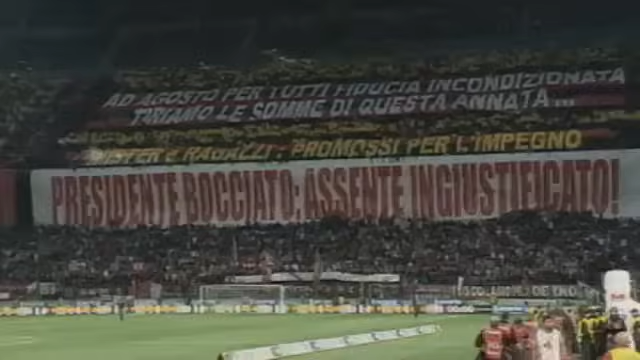 AD AGOSTO PER TUTTI FIDUCIA INCONDIZIONATA
TIRIAMO LE SOMME DI QUESTA ANNATA...
MISTER E RAGAZZI - PROMOSSI PER L'IMPEGNO
PRESIDENTE BOCCIATO: ASSENTE INGIUSTIFICATO!